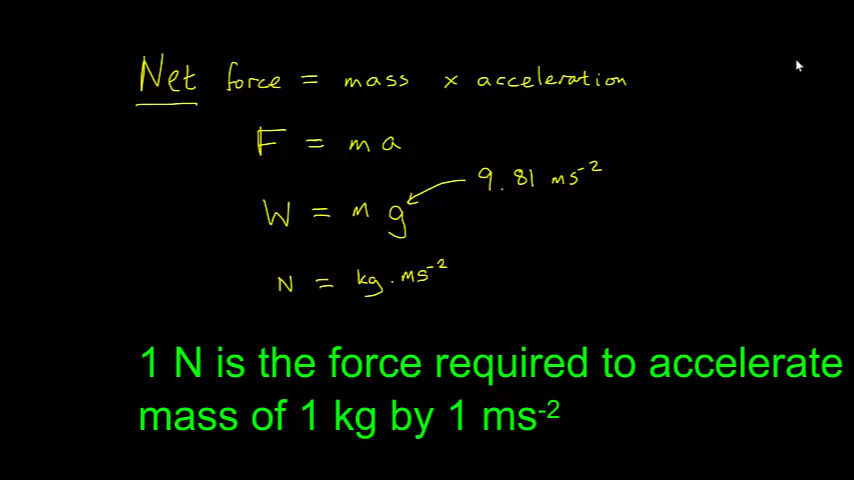 Net force = mass x acceleration
F = ma
9.81 ms⁻²
W = mg
N = kg.ms⁻²
1 N is the force required to accelerate
mass of 1 kg by 1 ms⁻²